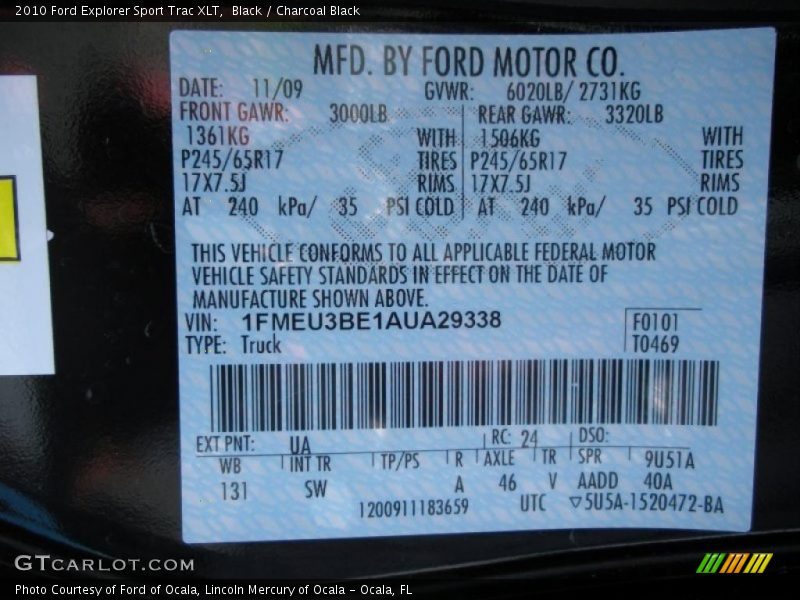 2010 Ford Explorer Sport Trac XLT,  Black / Charcoal Black
MFD. BY FORD MOTOR CO.
DATE: 11/09 GVWR: 6020LB/ 2731KG
FRONT GAWR: 3000LB REAR GAWR: 3320LB
1361KG WITH 1506KG WITH
P245/65R17 TIRES P245/65R17 TIRES
17X7.5J RIMS 17X7.5J RIMS
AT 240 kPa/ 35 PSI COLD AT 240 kPa/ 35 PSI COLD
THIS VEHICLE CONFORMS TO ALL APPLICABLE FEDERAL MOTOR
VEHICLE SAFETY STANDARDS IN EFFECT ON THE DATE OF
MANUFACTURE SHOWN ABOVE.
VIN: 1FMEU3BE1AUA29338 F0101
TYPE: Truck T0469
EXT PNT: UA RC: 24 DSO:
WB INT TR TP/PS R AXLE TR SPR 9U51A
131 SW A 46 V AADD 40A
1200911183659 UTC ▽5U5A-1520472-BA
GTCARLOT.COM
Photo Courtesy of Ford of Ocala, Lincoln Mercury of Ocala – Ocala, FL